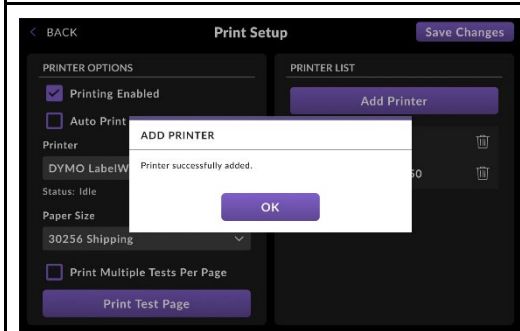 < BACK
Print Setup
Save Changes
PRINTER OPTIONS
Printing Enabled
Auto Print
Printer
DYMO LabelW
Status: Idle
Paper Size
30256 Shipping
Print Multiple Tests Per Page
Print Test Page
PRINTER LIST
Add Printer
50
ADD PRINTER
Printer successfully added.
OK